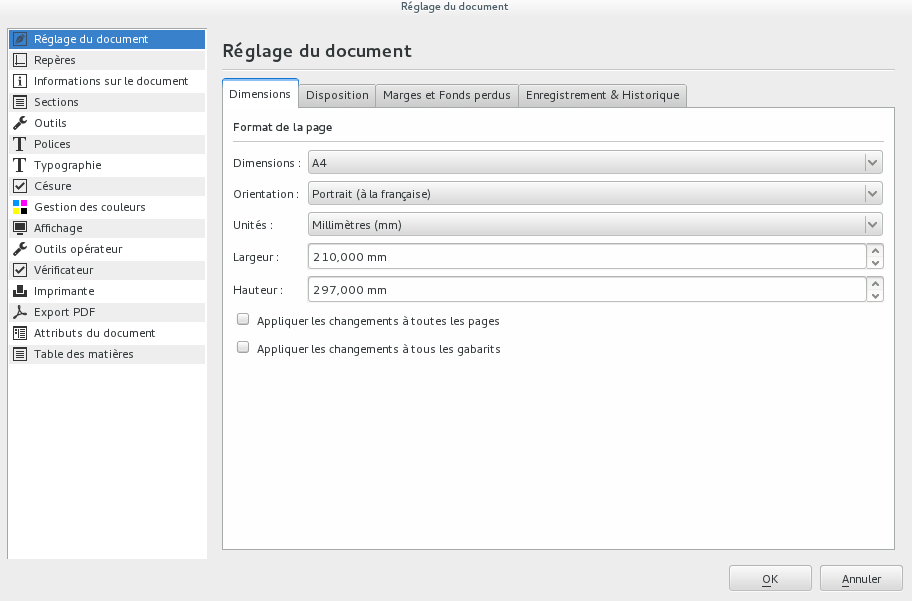 Réglage du document
Réglage du document
Repères
Informations sur le document
Sections
Outils
Polices
Typographie
Césure
Gestion des couleurs
Affichage
Outils opérateur
Vérificateur
Imprimante
Export PDF
Attributs du document
Table des matières
Réglage du document
Dimensions Disposition Marges et Fonds perdus Enregistrement & Historique
Format de la page
Dimensions : A4
Orientation : Portrait (à la française)
Unités : Millimètres (mm)
Largeur : 210,000 mm
Hauteur : 297,000 mm
Appliquer les changements à toutes les pages
Appliquer les changements à tous les gabarits
OK Annuler